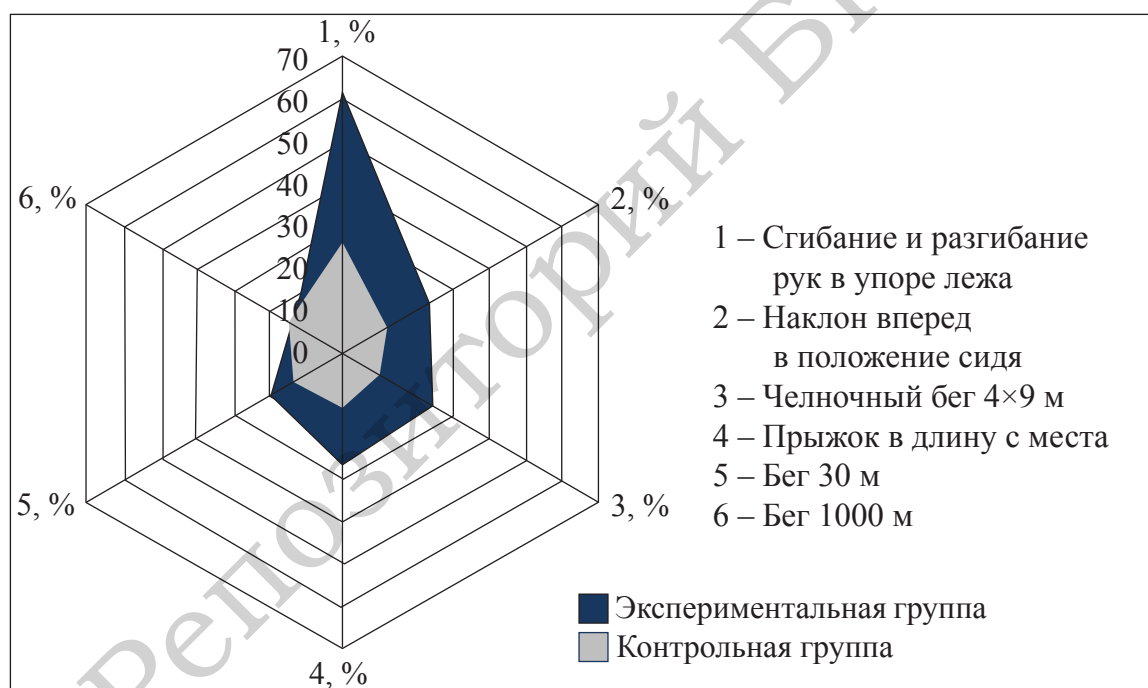 1, %
70
60
50
40
30
20
10
0
2, %
3, %
4, %
5, %
6, %
1 – Сгибание и разгибание
рук в упоре лежа
2 – Наклон вперед
в положение сидя
3 – Челночный бег 4×9 м
4 – Прыжок в длину с места
5 – Бег 30 м
6 – Бег 1000 м
Экспериментальная группа
Контрольная группа
Репозиторий